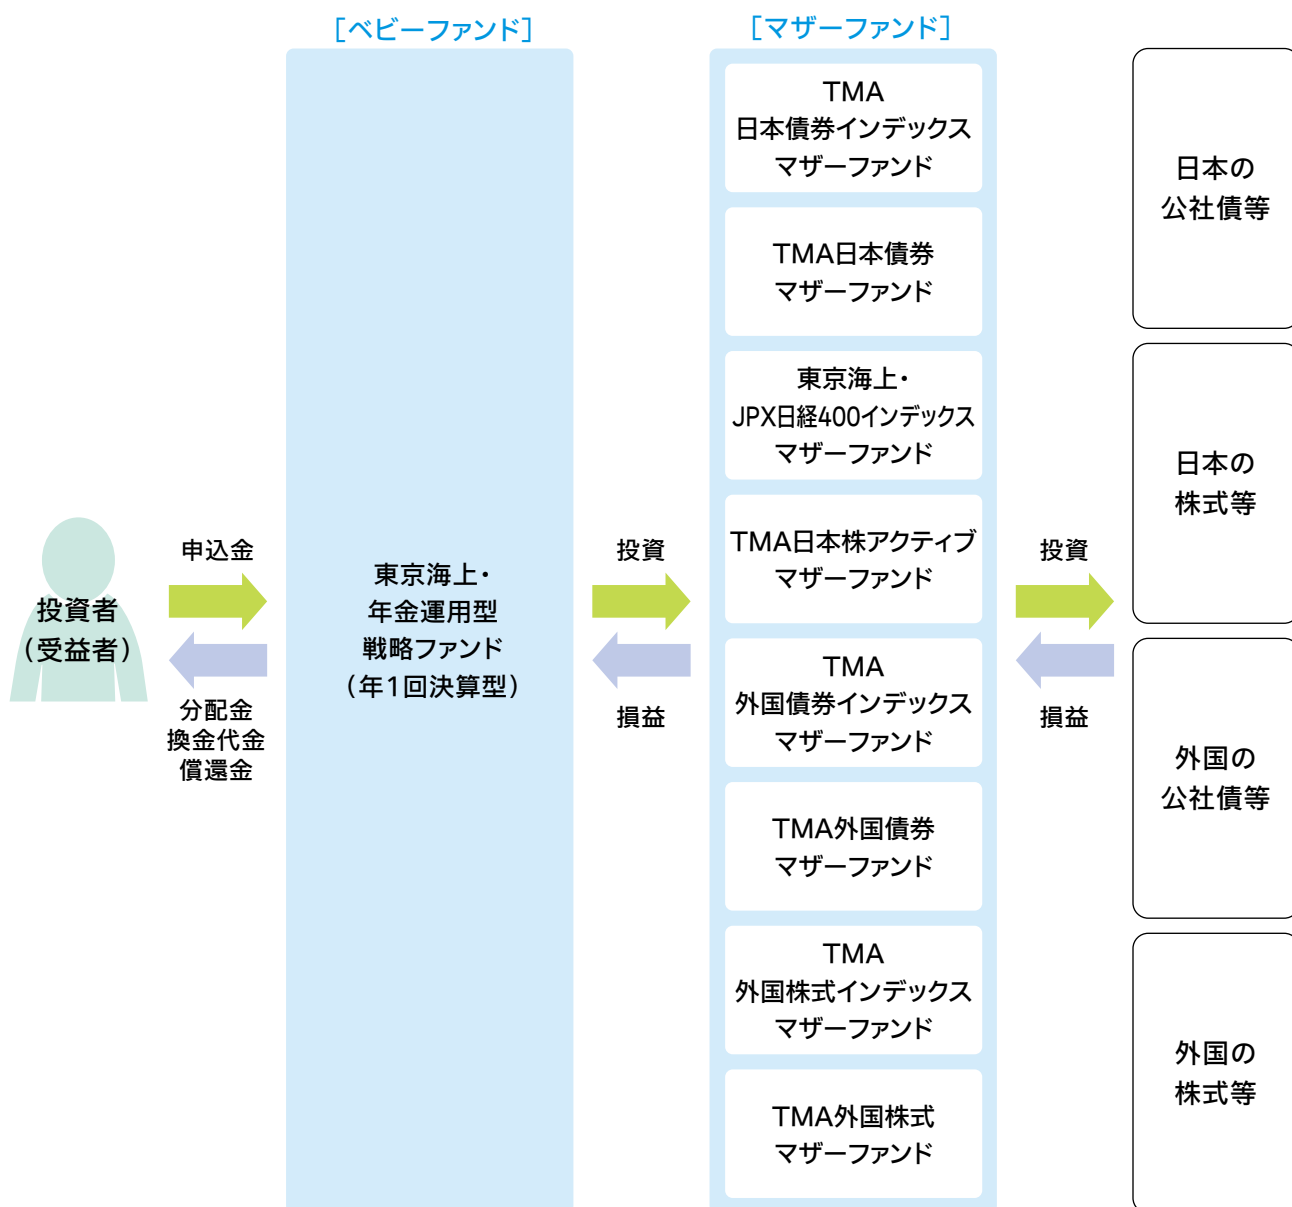 ［ベビーファンド］
［マザーファンド］
投資者
（受益者）
申込金
分配金
換金代金
償還金
東京海上・
年金運用型
戦略ファンド
（年1回決算型）
投資
損益
TMA
日本債券インデックス
マザーファンド
TMA日本債券
マザーファンド
東京海上・
JPX日経400インデックス
マザーファンド
TMA日本株アクティブ
マザーファンド
TMA
外国債券インデックス
マザーファンド
TMA外国債券
マザーファンド
TMA
外国株式インデックス
マザーファンド
TMA外国株式
マザーファンド
投資
損益
日本の
公社債等
日本の
株式等
外国の
公社債等
外国の
株式等